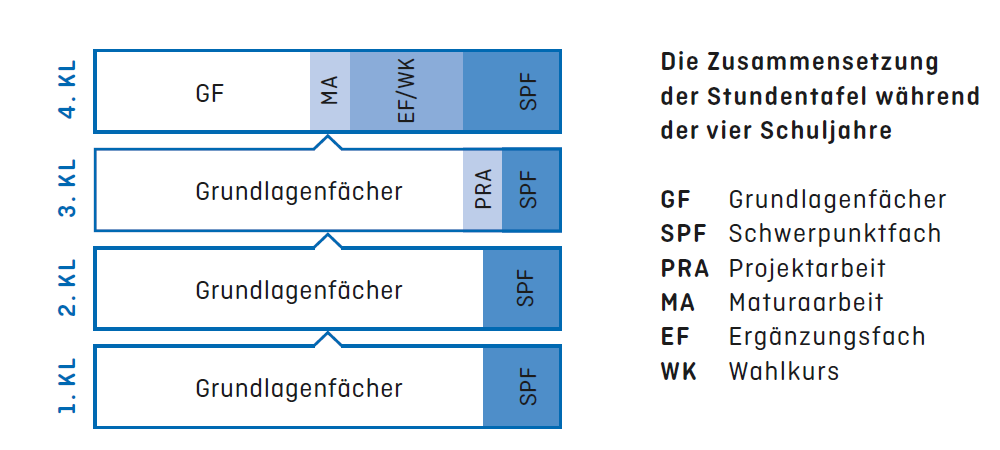 4. KL
GF
MA
EF/WK
SPF
3. KL
Grundlagenfächer
PRA
SPF
2. KL
Grundlagenfächer
SPF
1. KL
Grundlagenfächer
SPF
Die Zusammensetzung
der Stundentafel während
der vier Schuljahre
GF Grundlagenfächer
SPF Schwerpunktfach
PRA Projektarbeit
MA Maturaarbeit
EF Ergänzungsfach
WK Wahlkurs